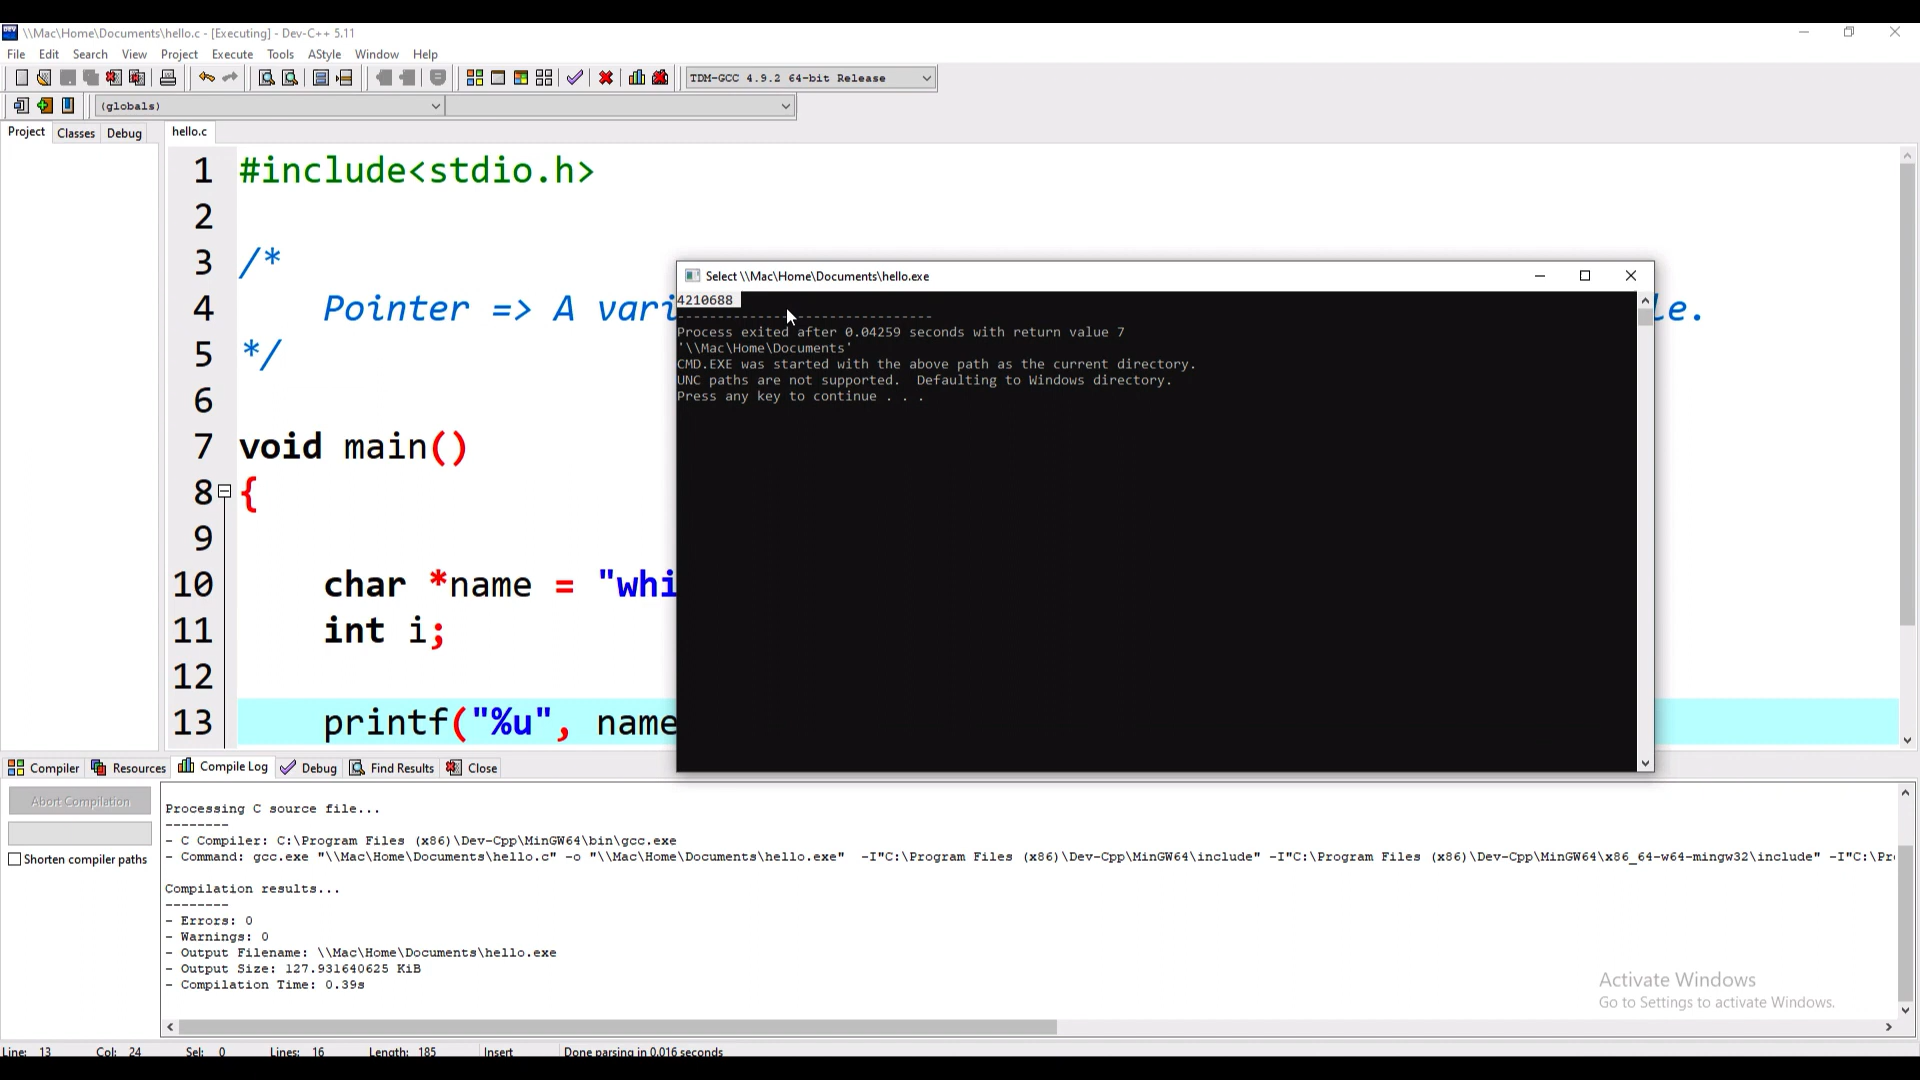 \\Mac\Home\Documents\hello.c - [Executing] - Dev-C++ 5.11
File Edit Search View Project Execute Tools AStyle Window Help
TDM-GCC 4.9.2 64-bit Release
(globals)
Project Classes Debug
hello.c
1 #include<stdio.h>
2
3 /*
4 Pointer => A vari le.
5 */
6
7 void main()
8 {
9
10 char *name = "whi
11 int i;
12
13 printf("%u", name
Select \\Mac\Home\Documents\hello.exe
4210688
--------------------------------
Process exited after 0.04259 seconds with return value 7
'\\Mac\Home\Documents'
CMD.EXE was started with the above path as the current directory.
UNC paths are not supported.  Defaulting to Windows directory.
Press any key to continue . . .
Compiler Resources Compile Log Debug Find Results Close
Abort Compilation
Shorten compiler paths
Processing C source file...
--------
- C Compiler: C:\Program Files (x86)\Dev-Cpp\MinGW64\bin\gcc.exe
- Command: gcc.exe "\\Mac\Home\Documents\hello.c" -o "\\Mac\Home\Documents\hello.exe"  -I"C:\Program Files (x86)\Dev-Cpp\MinGW64\include" -I"C:\Program Files (x86)\Dev-Cpp\MinGW64\x86_64-w64-mingw32\include" -I"C:\Pr
Compilation results...
--------
- Errors: 0
- Warnings: 0
- Output Filename: \\Mac\Home\Documents\hello.exe
- Output Size: 127.931640625 KiB
- Compilation Time: 0.39s
Activate Windows
Go to Settings to activate Windows.
Line: 13 Col: 24 Sel: 0 Lines: 16 Length: 185 Insert Done parsing in 0.016 seconds